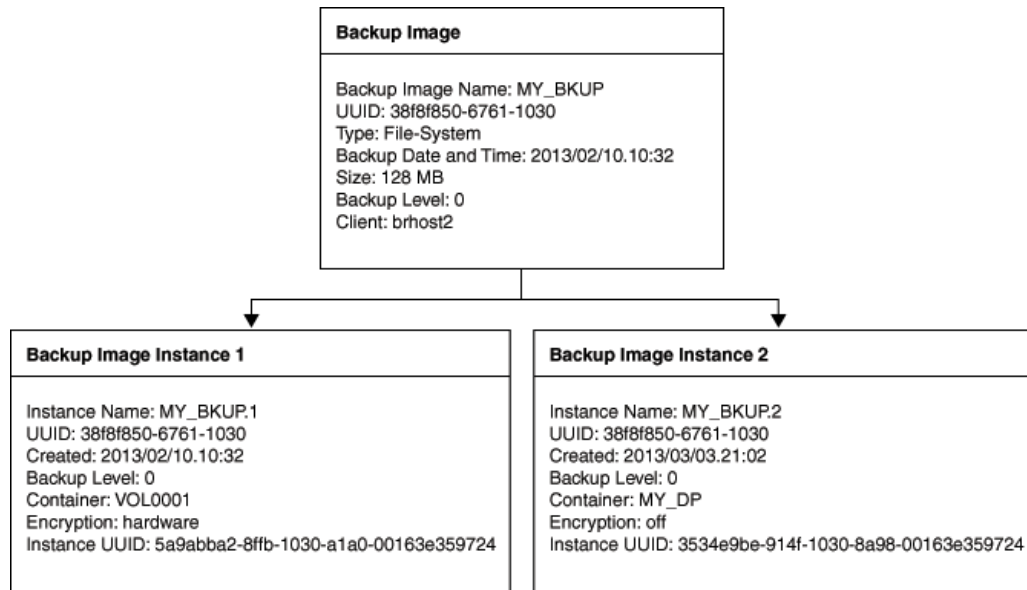 Backup Image
Backup Image Name: MY_BKUP
UUID: 38f8f850-6761-1030
Type: File-System
Backup Date and Time: 2013/02/10.10:32
Size: 128 MB
Backup Level: 0
Client: brhost2
Backup Image Instance 1
Instance Name: MY_BKUP.1
UUID: 38f8f850-6761-1030
Created: 2013/02/10.10:32
Backup Level: 0
Container: VOL0001
Encryption: hardware
Instance UUID: 5a9abba2-8ffb-1030-a1a0-00163e359724
Backup Image Instance 2
Instance Name: MY_BKUP.2
UUID: 38f8f850-6761-1030
Created: 2013/03/03.21:02
Backup Level: 0
Container: MY_DP
Encryption: off
Instance UUID: 3534e9be-914f-1030-8a98-00163e359724